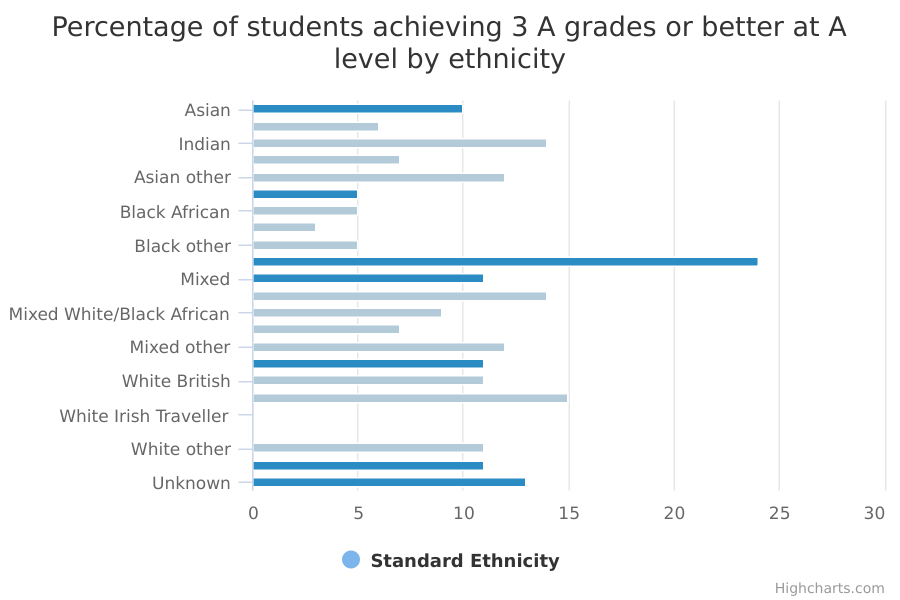 Percentage of students achieving 3 A grades or better at A
level by ethnicity
Asian
Indian
Asian other
Black African
Black other
Mixed
Mixed White/Black African
Mixed other
White British
White Irish Traveller
White other
Unknown
0 5 10 15 20 25 30
Standard Ethnicity
Highcharts.com